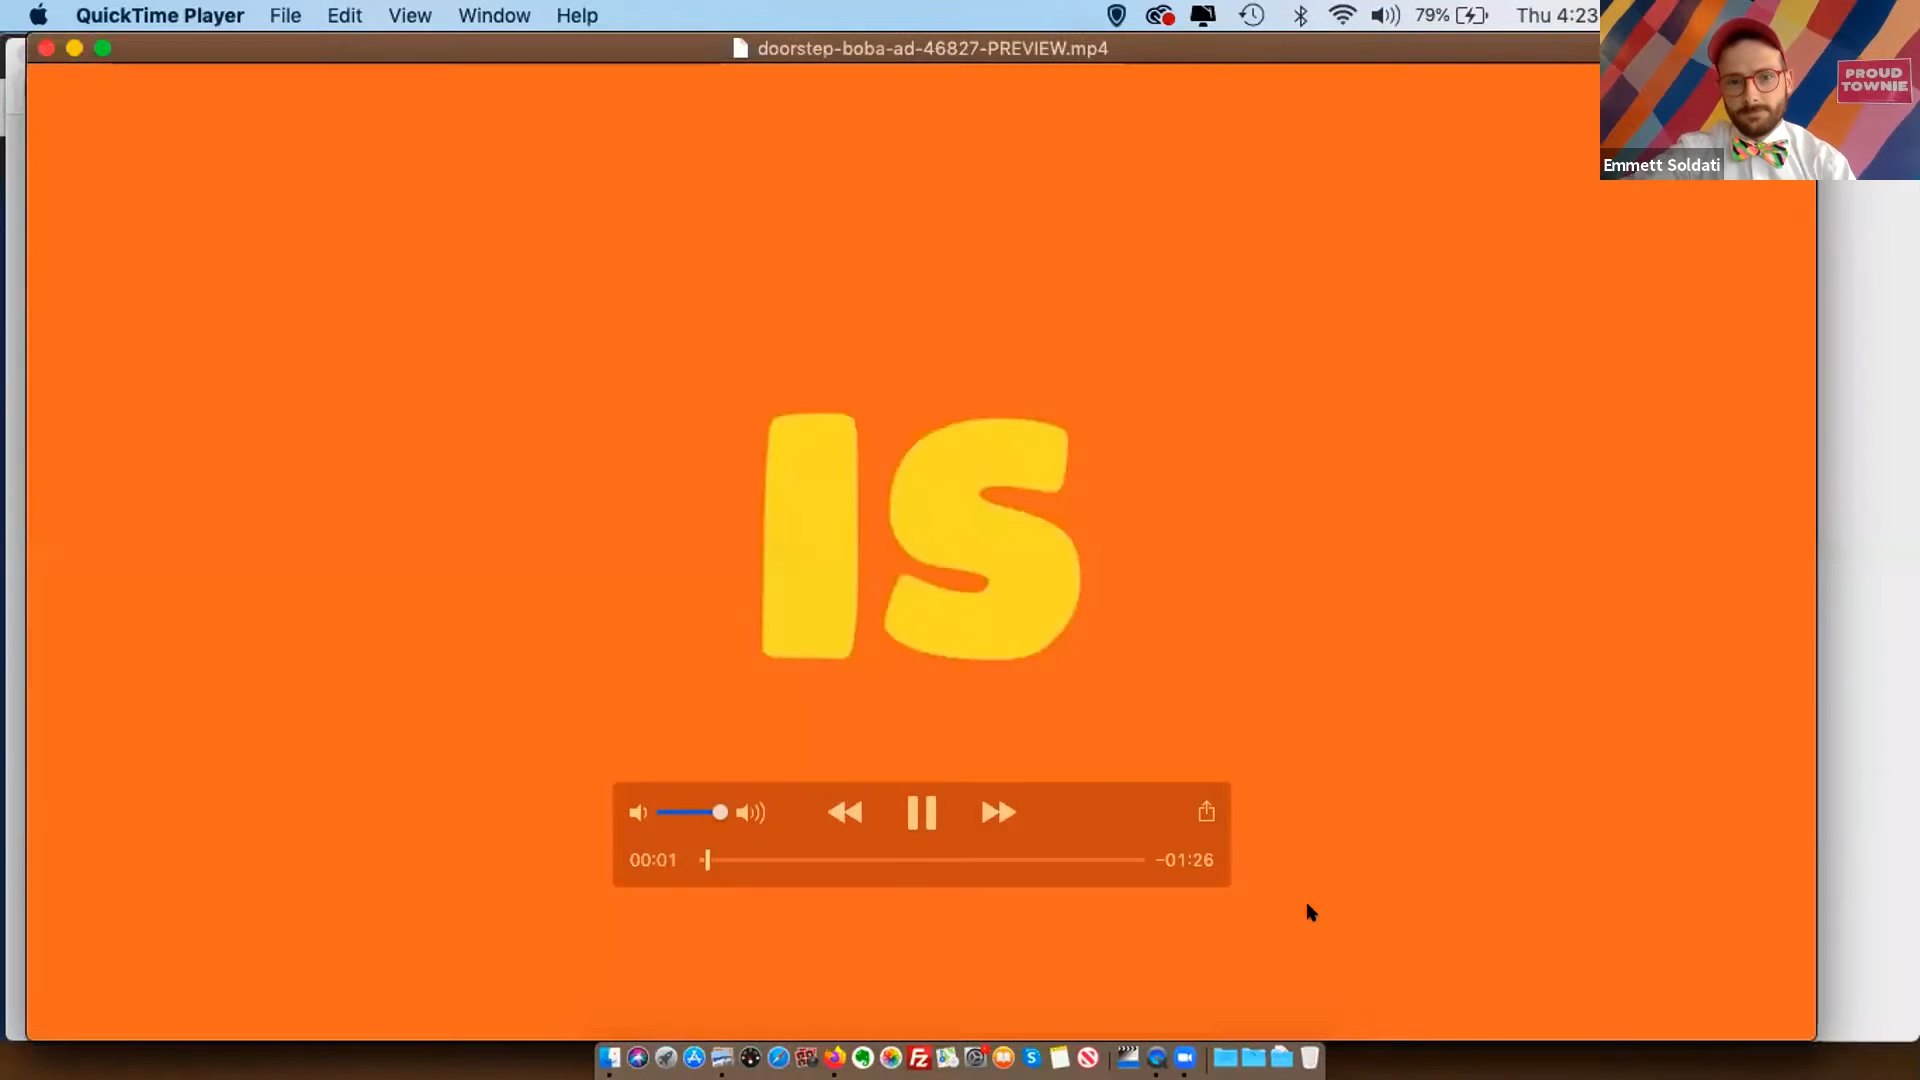 QuickTime Player File Edit View Window Help 79% Thu 4:23
doorstep-boba-ad-46827-PREVIEW.mp4
PROUD
TOWNIE
Emmett Soldati
IS
00:01 -01:26